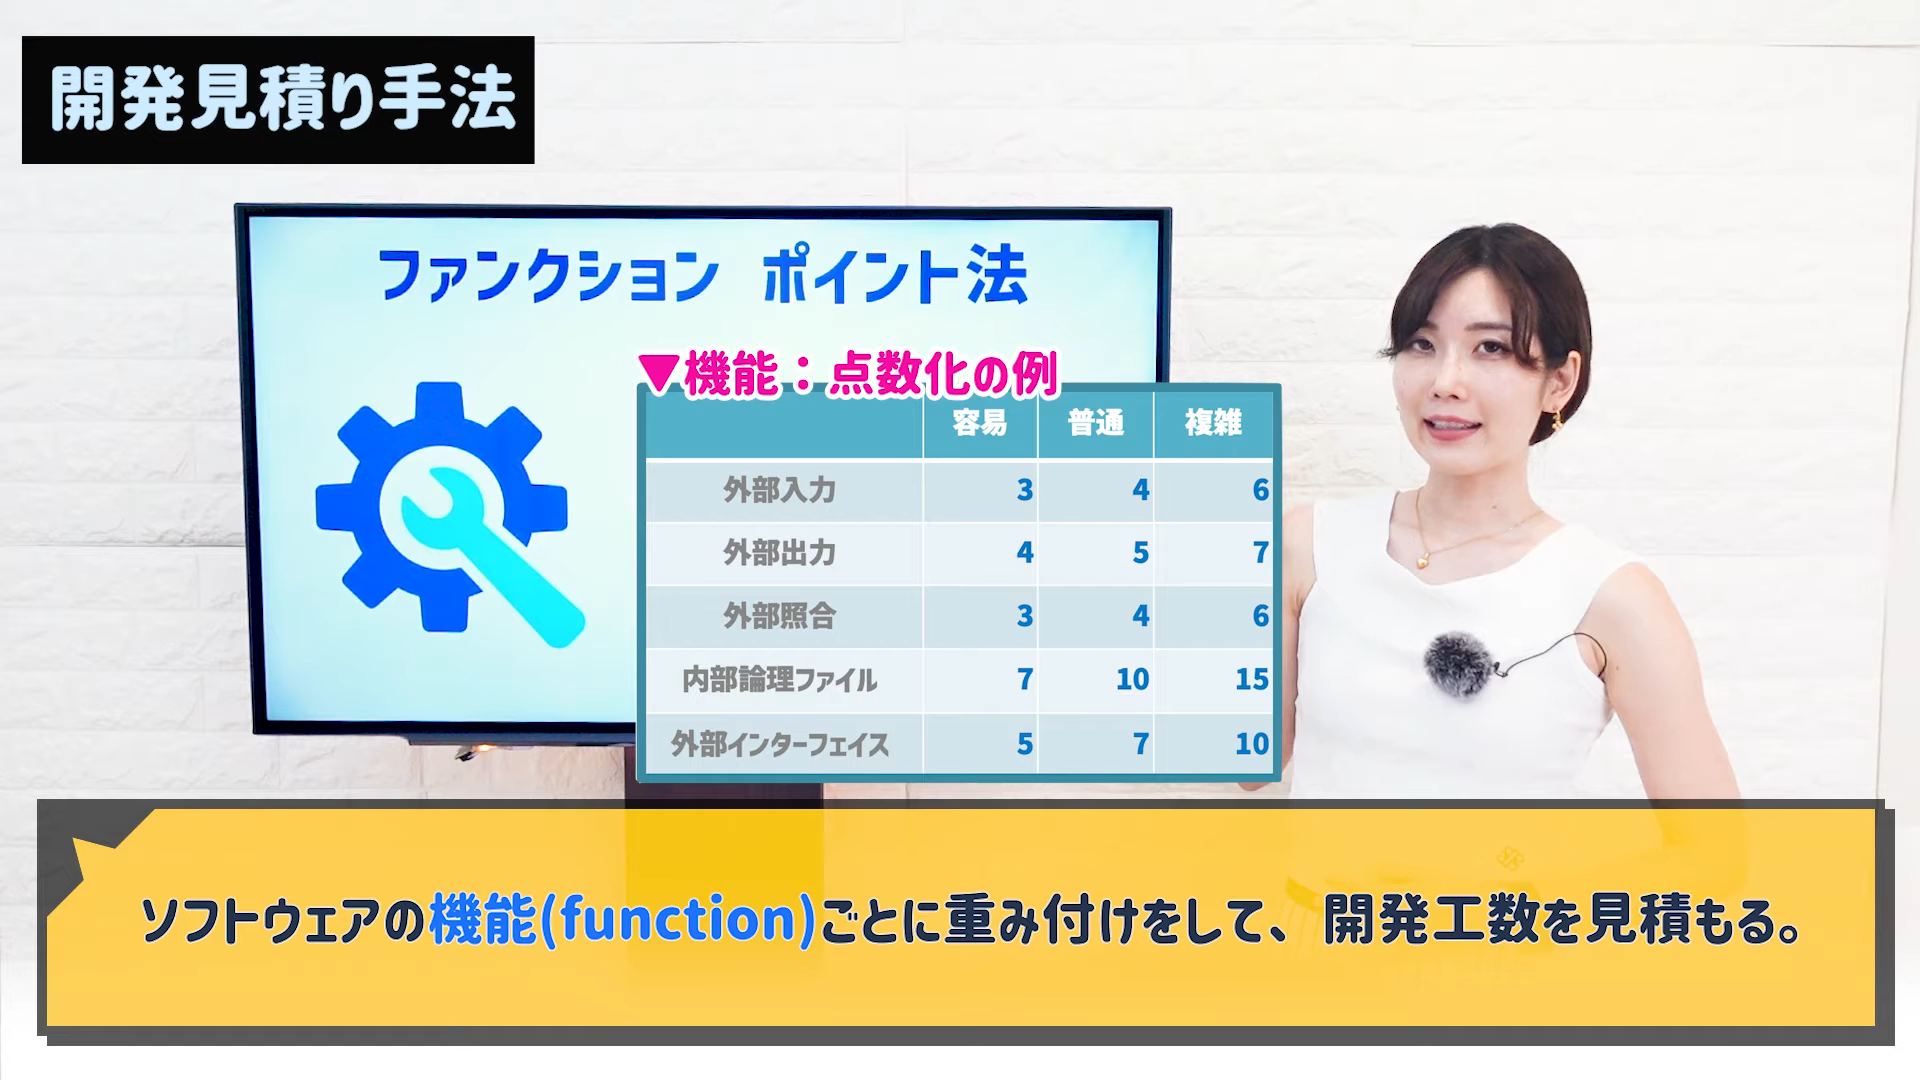 開発見積り手法
ファンクション ポイント法
▼機能：点数化の例
容易 普通 複雑
外部入力 3 4 6
外部出力 4 5 7
外部照合 3 4 6
内部論理ファイル 7 10 15
外部インターフェイス 5 7 10
ソフトウェアの機能(function)ごとに重み付けをして、開発工数を見積もる。